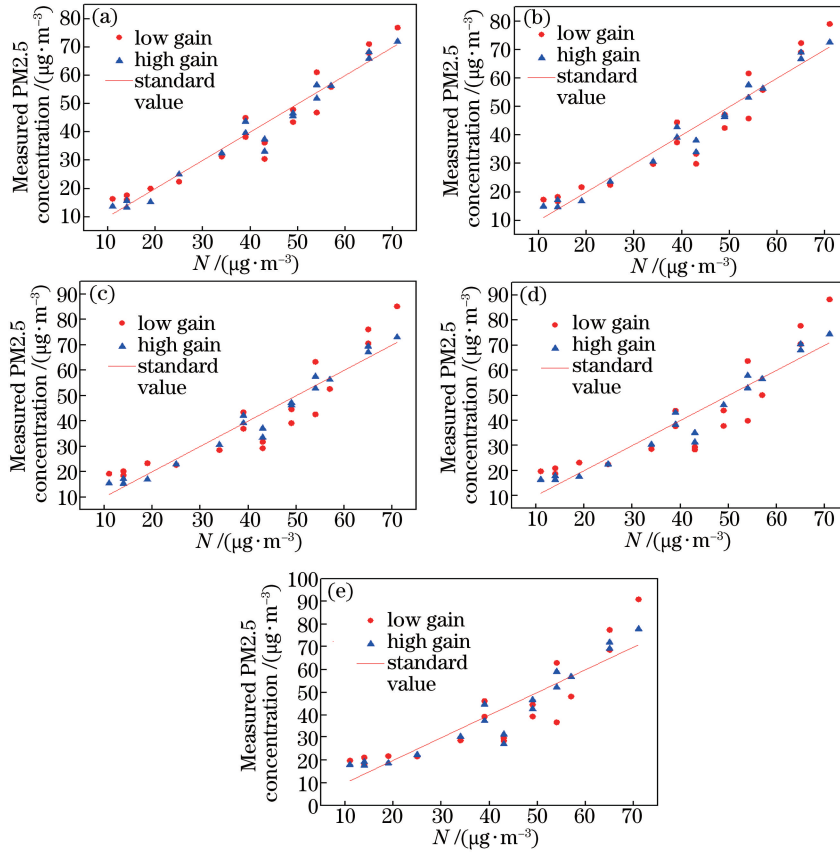 (a)
low gain
high gain
standard
value
Measured PM2.5
concentration /(μg·m⁻³)
80
70
60
50
40
30
20
10
10 20 30 40 50 60 70
N /(μg·m⁻³)
(b)
low gain
high gain
standard
value
Measured PM2.5
concentration /(μg·m⁻³)
80
70
60
50
40
30
20
10
10 20 30 40 50 60 70
N /(μg·m⁻³)
(c)
low gain
high gain
standard
value
Measured PM2.5
concentration /(μg·m⁻³)
90
80
70
60
50
40
30
20
10
10 20 30 40 50 60 70
N /(μg·m⁻³)
(d)
low gain
high gain
standard
value
Measured PM2.5
concentration /(μg·m⁻³)
90
80
70
60
50
40
30
20
10
10 20 30 40 50 60 70
N /(μg·m⁻³)
(e)
low gain
high gain
standard
value
Measured PM2.5
concentration /(μg·m⁻³)
100
90
80
70
60
50
40
30
20
10
0
10 20 30 40 50 60 70
N /(μg·m⁻³)